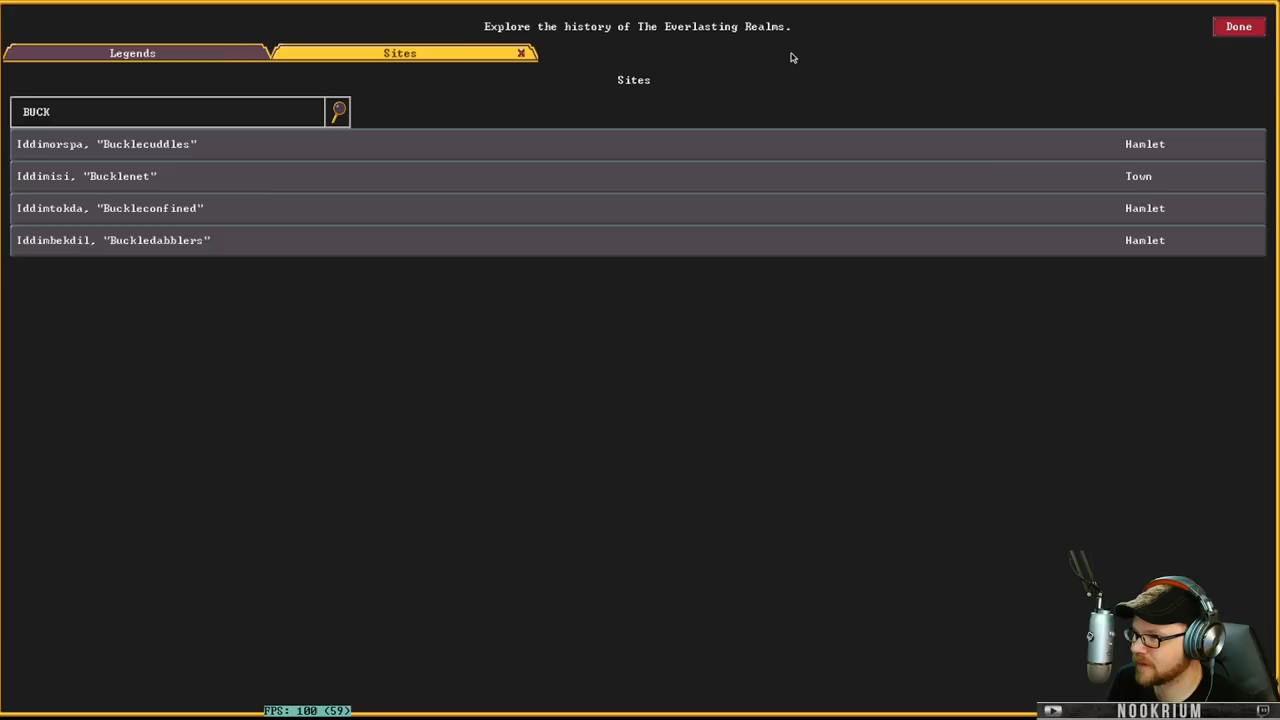 Explore the history of The Everlasting Realms.
Done
Legends
Sites
x
Sites
BUCK
Iddimorspa, "Bucklecuddles" Hamlet
Iddimisi, "Bucklenet" Town
Iddimtokda, "Buckleconfined" Hamlet
Iddimbekdil, "Buckledabblers" Hamlet
FPS: 100 (59)
NOOKRIUM